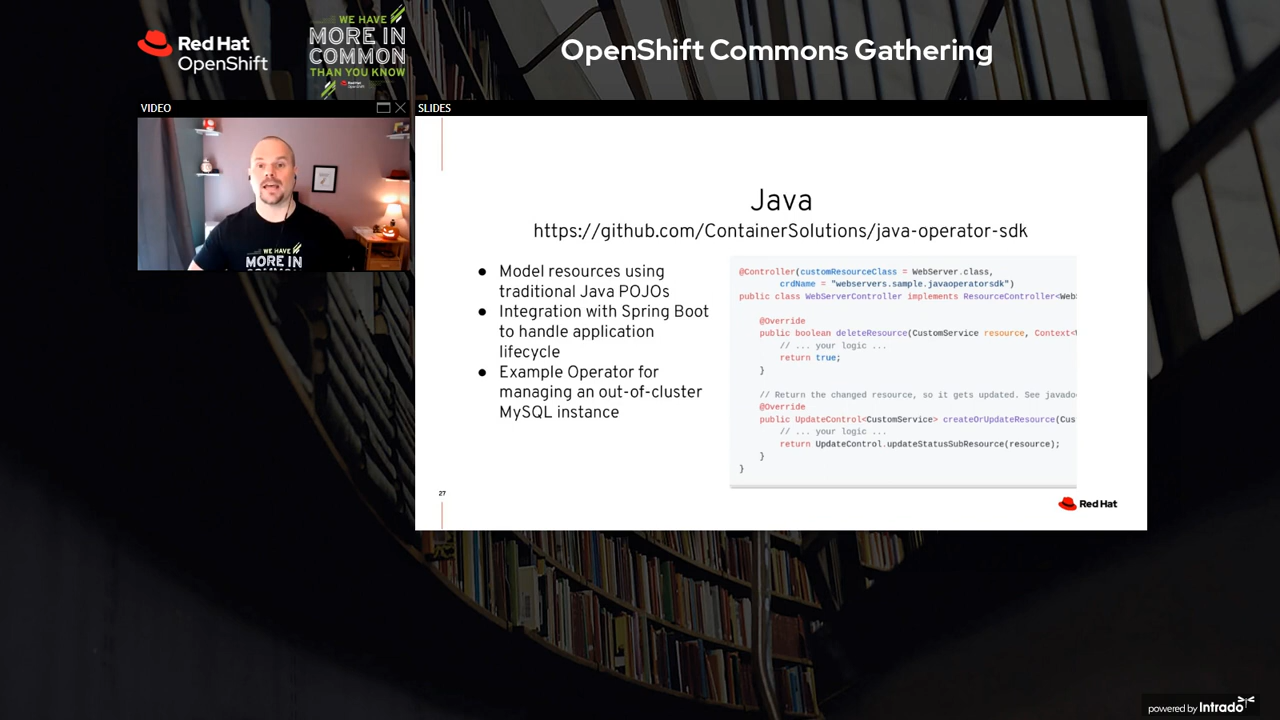 Red Hat
OpenShift
WE HAVE
MORE IN
COMMON
THAN YOU KNOW
OpenShift Commons Gathering
VIDEO
SLIDES
WE HAVE
MORE IN
Java
https://github.com/ContainerSolutions/java-operator-sdk
● Model resources using
traditional Java POJOs
● Integration with Spring Boot
to handle application
lifecycle
● Example Operator for
managing an out-of-cluster
MySQL instance
@Controller(customResourceClass = WebServer.class,
crdName = "webservers.sample.javaoperatorsdk")
public class WebServerController implements ResourceController<Web
@Override
public boolean deleteResource(CustomService resource, Context<
// ... your logic ...
return true;
}
// Return the changed resource, so it gets updated. See javado
@Override
public UpdateControl<CustomService> createOrUpdateResource(Cus
// ... your logic ...
return UpdateControl.updateStatusSubResource(resource);
}
}
27
Red Hat
powered by Intrado